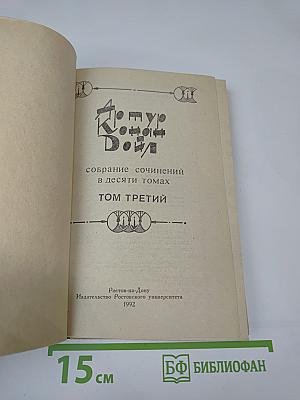 Артур
Конан
Дойл
собрание сочинений
в десяти томах
ТОМ ТРЕТИЙ
Ростов-на-Дону
Издательство Ростовского университета
1992
15 см
БФ БИБЛИОФАН